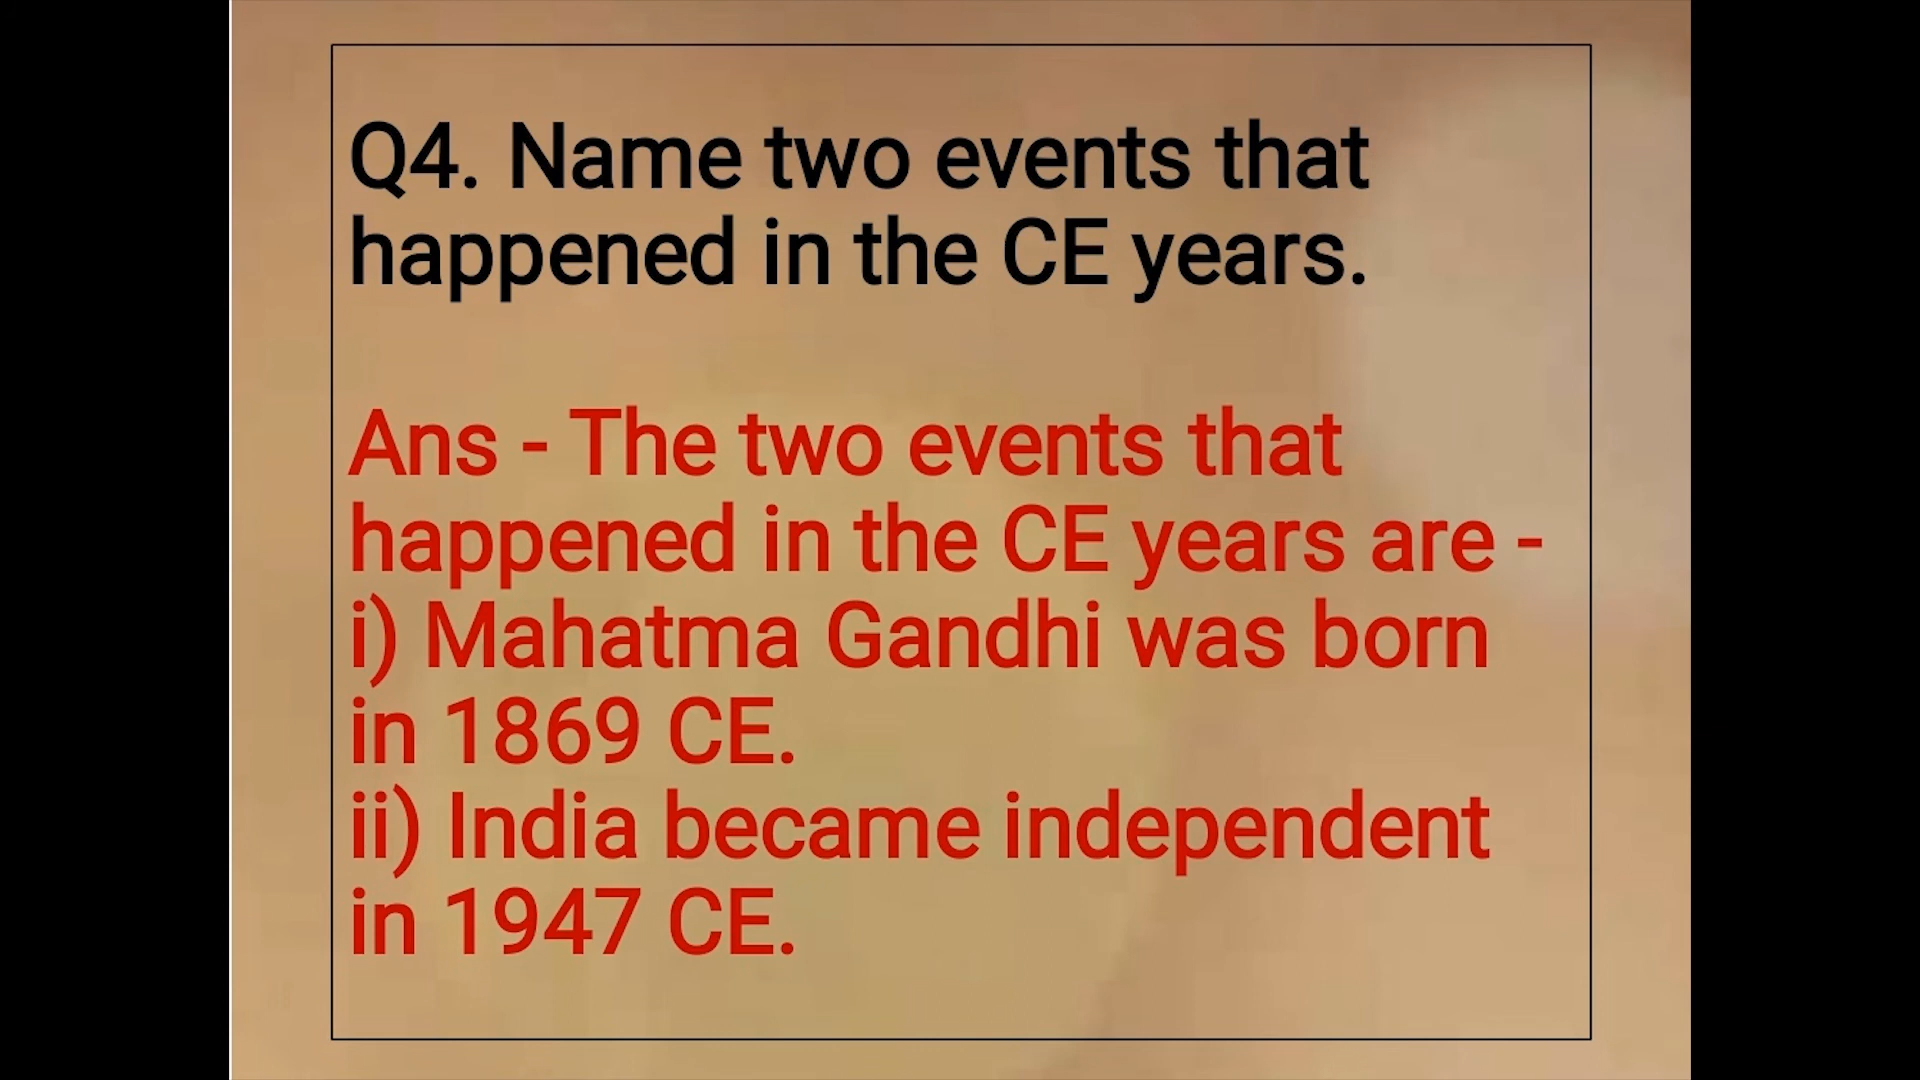 Q4. Name two events that
happened in the CE years.
Ans - The two events that
happened in the CE years are -
i) Mahatma Gandhi was born
in 1869 CE.
ii) India became independent
in 1947 CE.